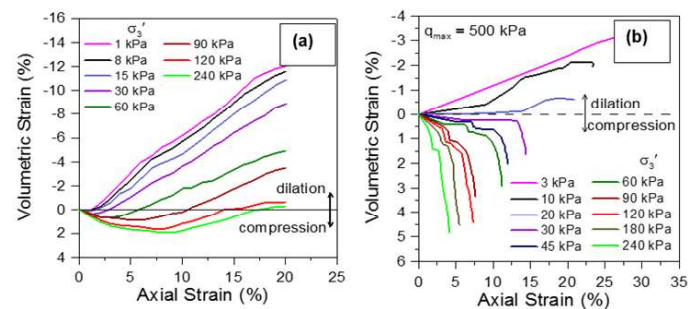 -16
-14
-12
-10
-8
-6
-4
-2
0
2
4
0 5 10 15 20 25
Volumetric Strain (%)
Axial Strain (%)
(a)
σ3'
1 kPa
8 kPa
15 kPa
30 kPa
60 kPa
90 kPa
120 kPa
240 kPa
dilation
compression
-4
-3
-2
-1
0
1
2
3
4
5
6
0 5 10 15 20 25 30 35
Volumetric Strain (%)
Axial Strain (%)
qmax = 500 kPa
(b)
dilation
compression
σ3'
3 kPa
10 kPa
20 kPa
30 kPa
45 kPa
60 kPa
90 kPa
120 kPa
180 kPa
240 kPa